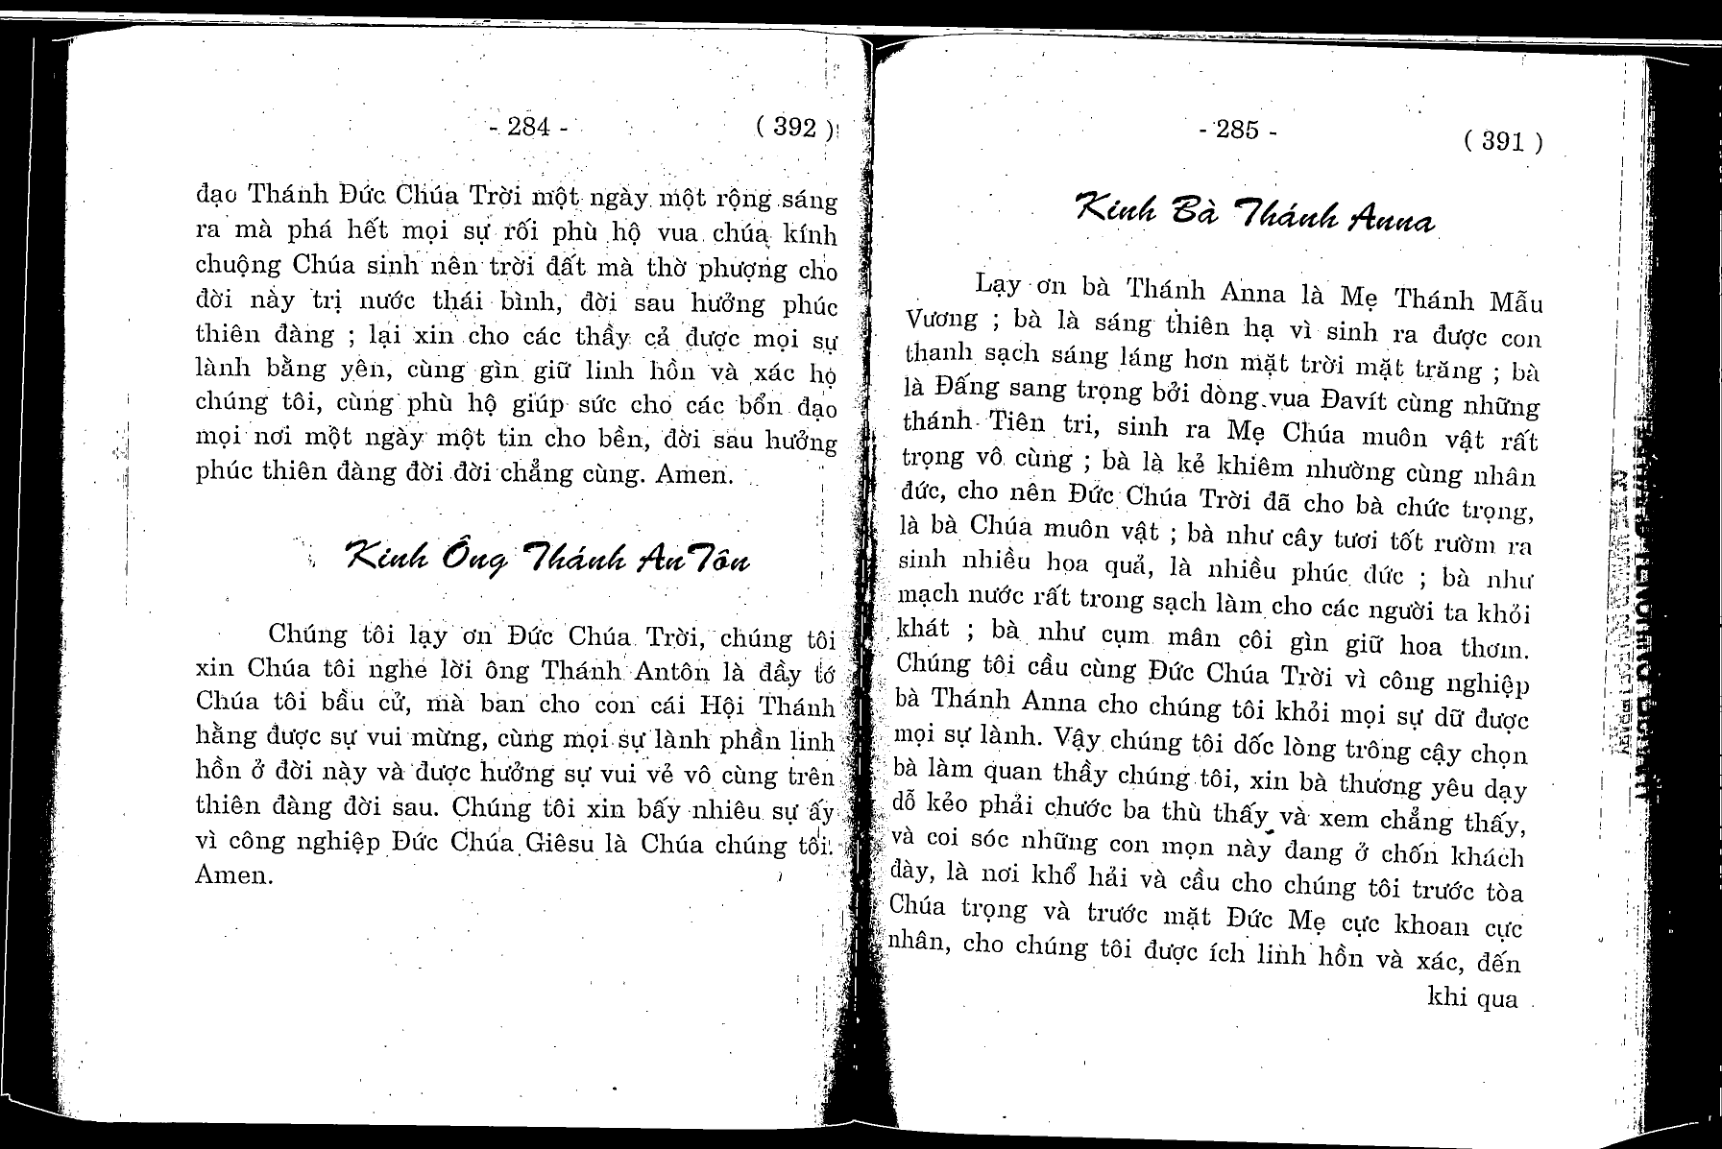 - 284 - ( 392 )
đạo Thánh Đức Chúa Trời một ngày một rộng sáng
ra mà phá hết mọi sự rối phù hộ vua chúa kính
chuộng Chúa sinh nên trời đất mà thờ phượng cho
đời này trị nước thái bình, đời sau hưởng phúc
thiên đàng ; lại xin cho các thầy cả được mọi sự
lành bằng yên, cùng gìn giữ linh hồn và xác họ
chúng tôi, cùng phù hộ giúp sức cho các bổn đạo
mọi nơi một ngày một tin cho bền, đời sau hưởng
phúc thiên đàng đời đời chẳng cùng. Amen.
Kinh Ông Thánh AnTôn
Chúng tôi lạy ơn Đức Chúa Trời, chúng tôi
xin Chúa tôi nghe lời ông Thánh Antôn là đầy tớ
Chúa tôi bầu cử, mà ban cho con cái Hội Thánh
hằng được sự vui mừng, cùng mọi sự lành phần linh
hồn ở đời này và được hưởng sự vui vẻ vô cùng trên
thiên đàng đời sau. Chúng tôi xin bấy nhiêu sự ấy
vì công nghiệp Đức Chúa Giêsu là Chúa chúng tôi.
Amen.
- 285 - ( 391 )
Kinh Bà Thánh Anna
Lạy ơn bà Thánh Anna là Mẹ Thánh Mẫu
Vương ; bà là sáng thiên hạ vì sinh ra được con
thanh sạch sáng láng hơn mặt trời mặt trăng ; bà
là Đấng sang trọng bởi dòng vua Đavít cùng những
thánh Tiên tri, sinh ra Mẹ Chúa muôn vật rất
trọng vô cùng ; bà là kẻ khiêm nhường cùng nhân
đức, cho nên Đức Chúa Trời đã cho bà chức trọng,
là bà Chúa muôn vật ; bà như cây tươi tốt rườm ra
sinh nhiều hoa quả, là nhiều phúc đức ; bà như
mạch nước rất trong sạch làm cho các người ta khỏi
khát ; bà như cụm mân côi gìn giữ hoa thơm.
Chúng tôi cầu cùng Đức Chúa Trời vì công nghiệp
bà Thánh Anna cho chúng tôi khỏi mọi sự dữ được
mọi sự lành. Vậy chúng tôi dốc lòng trông cậy chọn
bà làm quan thầy chúng tôi, xin bà thương yêu dạy
dỗ kẻo phải chước ba thù thấy và xem chẳng thấy,
và coi sóc những con mọn này đang ở chốn khách
đày, là nơi khổ hải và cầu cho chúng tôi trước tòa
Chúa trọng và trước mặt Đức Mẹ cực khoan cực
nhân, cho chúng tôi được ích linh hồn và xác, đến
khi qua